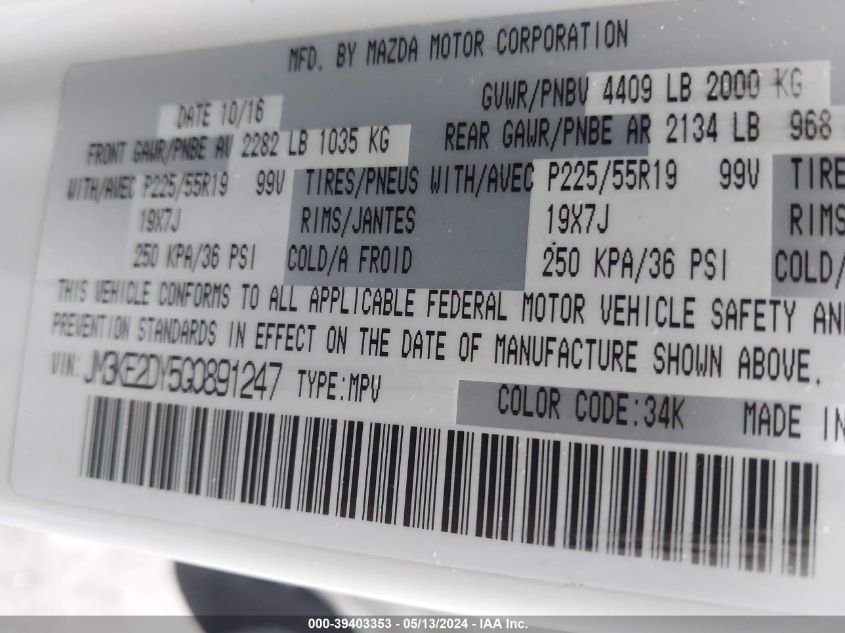 MFD. BY MAZDA MOTOR CORPORATION
DATE 10/16 GVWR/PNBV 4409 LB 2000 KG
FRONT GAWR/PNBE AV 2282 LB 1035 KG REAR GAWR/PNBE AR 2134 LB 968
WITH/AVEC P225/55R19 99V TIRES/PNEUS WITH/AVEC P225/55R19 99V TIRE
19X7J RIMS/JANTES 19X7J RIMS
250 KPA/36 PSI COLD/A FROID 250 KPA/36 PSI COLD/
THIS VEHICLE CONFORMS TO ALL APPLICABLE FEDERAL MOTOR VEHICLE SAFETY AN
PREVENTION STANDARDS IN EFFECT ON THE DATE OF MANUFACTURE SHOWN ABOVE.
VIN: JM3KE2DY5G0891247 TYPE:MPV COLOR CODE:34K MADE IN
000-39403353 — 05/13/2024 — IAA Inc.